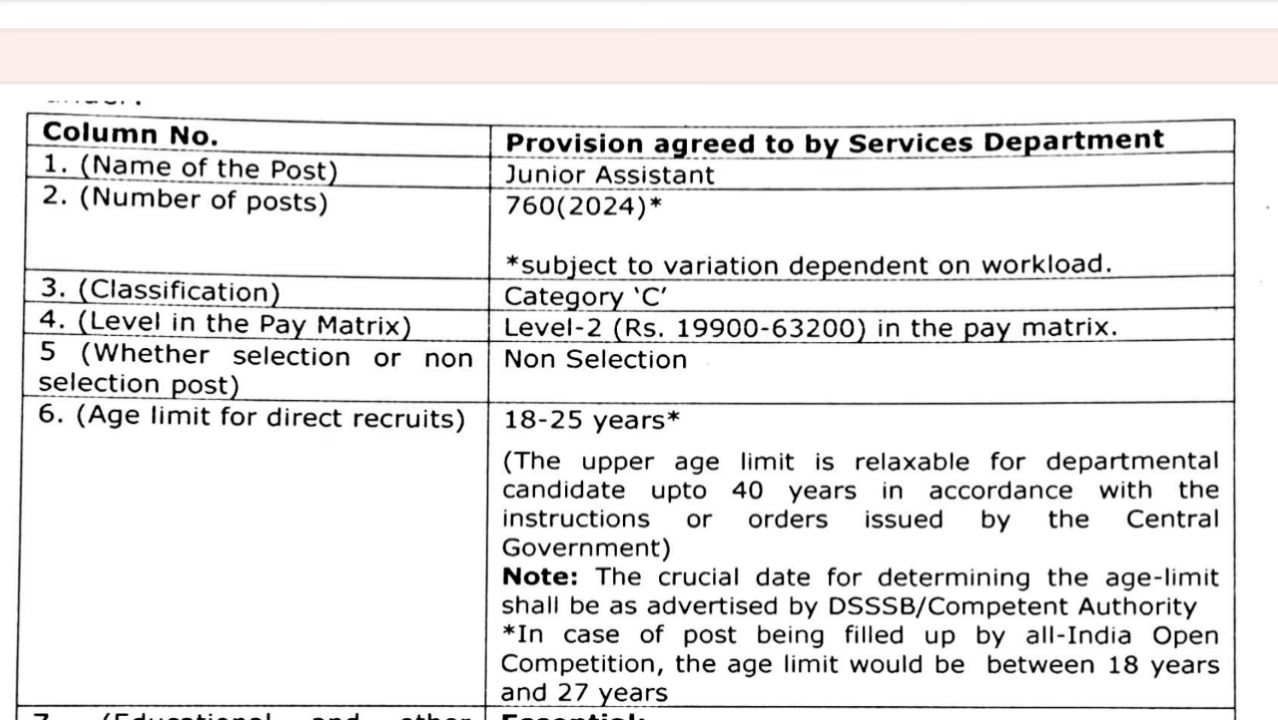 under.
Column No.
Provision agreed to by Services Department
1. (Name of the Post)
Junior Assistant
2. (Number of posts)
760(2024)*
*subject to variation dependent on workload.
3. (Classification)
Category ‘C’
4. (Level in the Pay Matrix)
Level-2 (Rs. 19900-63200) in the pay matrix.
5 (Whether selection or non
selection post)
Non Selection
6. (Age limit for direct recruits)
18-25 years*
(The upper age limit is relaxable for departmental
candidate upto 40 years in accordance with the
instructions or orders issued by the Central
Government)
Note: The crucial date for determining the age-limit
shall be as advertised by DSSSB/Competent Authority
*In case of post being filled up by all-India Open
Competition, the age limit would be between 18 years
and 27 years
7. (Educational and other
Essential: